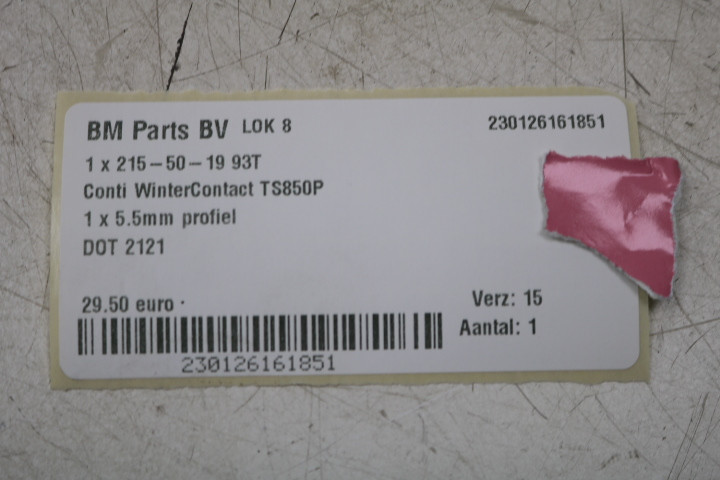 BM Parts BV LOK 8 230126161851
1 x 215-50-19 93T
Conti WinterContact TS850P
1 x 5.5mm profiel
DOT 2121
29.50 euro · Verz: 15
Aantal: 1
230126161851